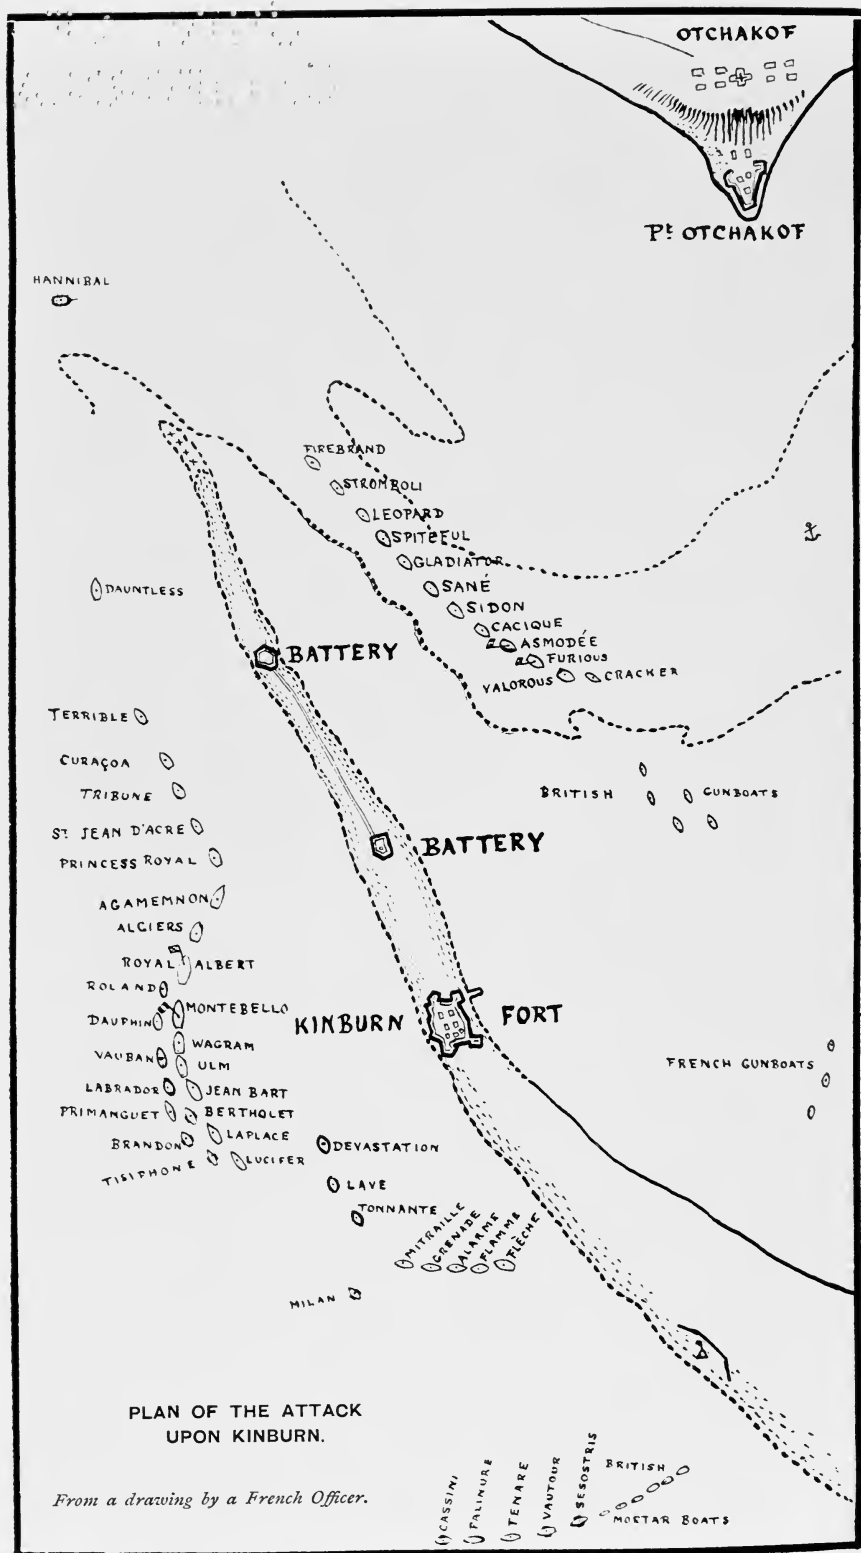 OTCHAKOF
Pt. OTCHAKOF
HANNIBAL
FIREBRAND
STROMBOLI
LEOPARD
SPITEFUL
GLADIATOR
DAUNTLESS
SANÉ
SIDON
CACIQUE
BATTERY
ASMODÉE
FURIOUS
VALOROUS
CRACKER
TERRIBLE
CURAÇOA
TRIBUNE
BRITISH GUNBOATS
ST. JEAN D'ACRE
PRINCESS ROYAL
BATTERY
AGAMEMNON
ALGIERS
ROYAL ALBERT
ROLAND
MONTEBELLO
DAUPHIN
KINBURN FORT
WAGRAM
VAUBAN
ULM
FRENCH GUNBOATS
LABRADOR
JEAN BART
PRIMANGUET
BERTHOLET
BRANDON
LAPLACE
DEVASTATION
TISIPHONE
LUCIFER
LAVE
TONNANTE
MITRAILLE
GRENADE
ALARME
FLAMME
FLÈCHE
MILAN
PLAN OF THE ATTACK
UPON KINBURN.
From a drawing by a French Officer.
CASSINI
PALINURE
TENARE
VAUTOUR
SESOSTRIS
BRITISH
MORTAR BOATS